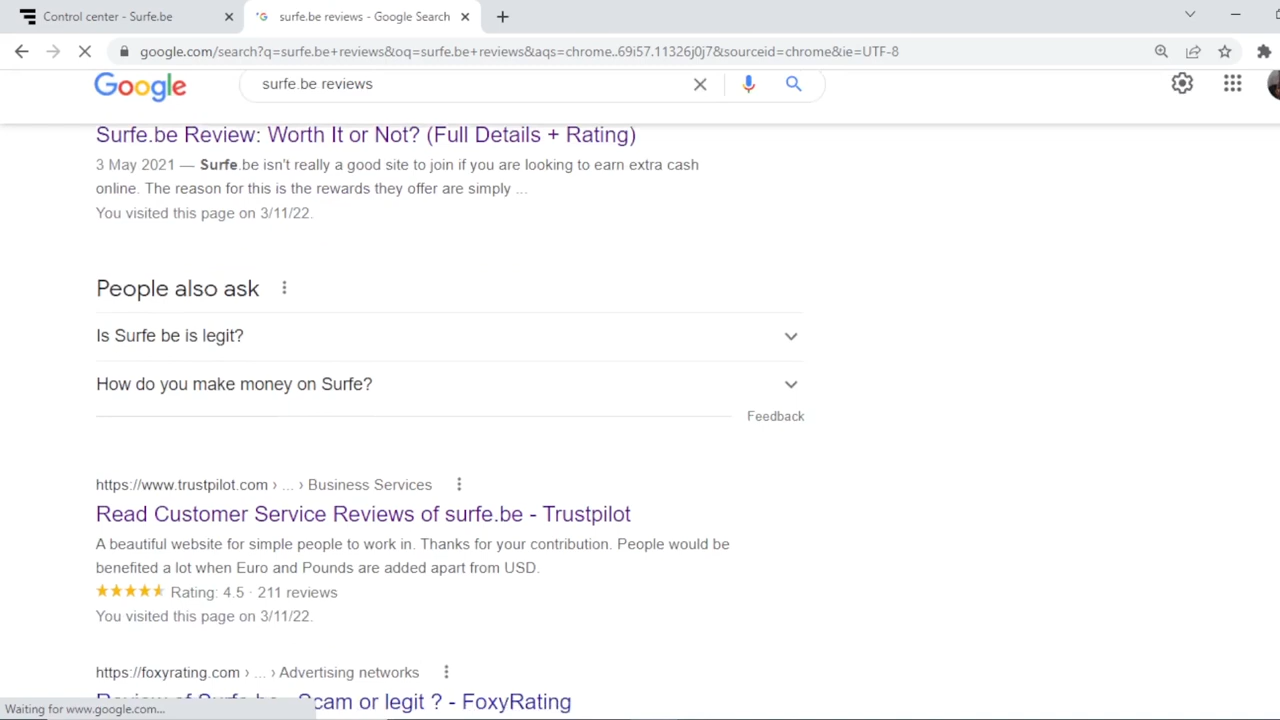 Control center - Surfe.be
surfe.be reviews - Google Search
google.com/search?q=surfe.be+reviews&oq=surfe.be+reviews&aqs=chrome..69i57.11326j0j7&sourceid=chrome&ie=UTF-8
Google
surfe.be reviews
Surfe.be Review: Worth It or Not? (Full Details + Rating)
3 May 2021 — Surfe.be isn't really a good site to join if you are looking to earn extra cash
online. The reason for this is the rewards they offer are simply ...
You visited this page on 3/11/22.
People also ask
Is Surfe be is legit?
How do you make money on Surfe?
Feedback
https://www.trustpilot.com › ... › Business Services
Read Customer Service Reviews of surfe.be - Trustpilot
A beautiful website for simple people to work in. Thanks for your contribution. People would be
benefited a lot when Euro and Pounds are added apart from USD.
Rating: 4.5 · 211 reviews
You visited this page on 3/11/22.
https://foxyrating.com › ... › Advertising networks
Review of Surfe.be - Scam or legit ? - FoxyRating
Waiting for www.google.com...